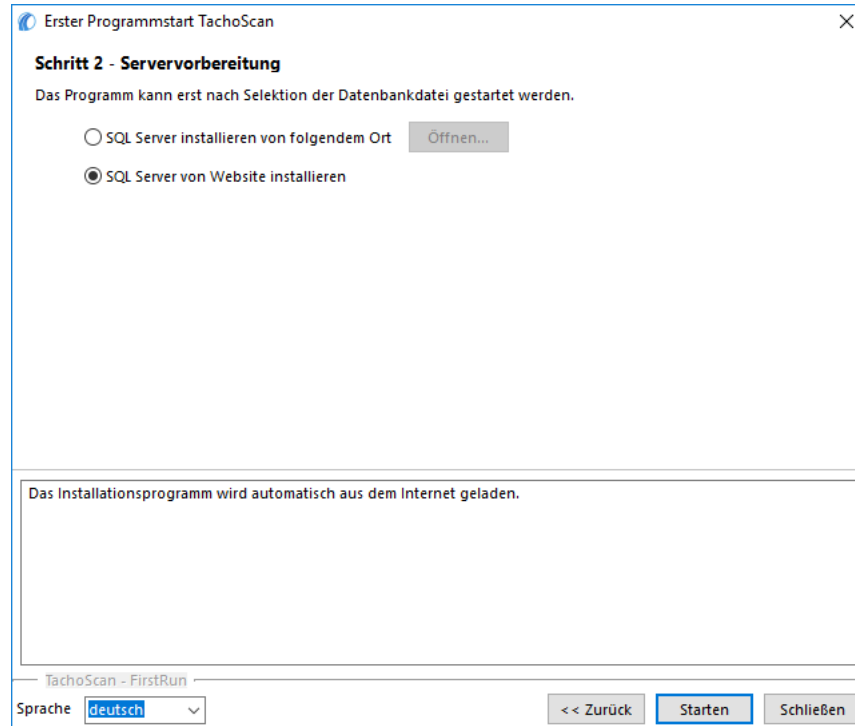 Erster Programmstart TachoScan
Schritt 2 - Servervorbereitung
Das Programm kann erst nach Selektion der Datenbankdatei gestartet werden.
SQL Server installieren von folgendem Ort Öffnen...
SQL Server von Website installieren
Das Installationsprogramm wird automatisch aus dem Internet geladen.
TachoScan - FirstRun
Sprache deutsch << Zurück Starten Schließen